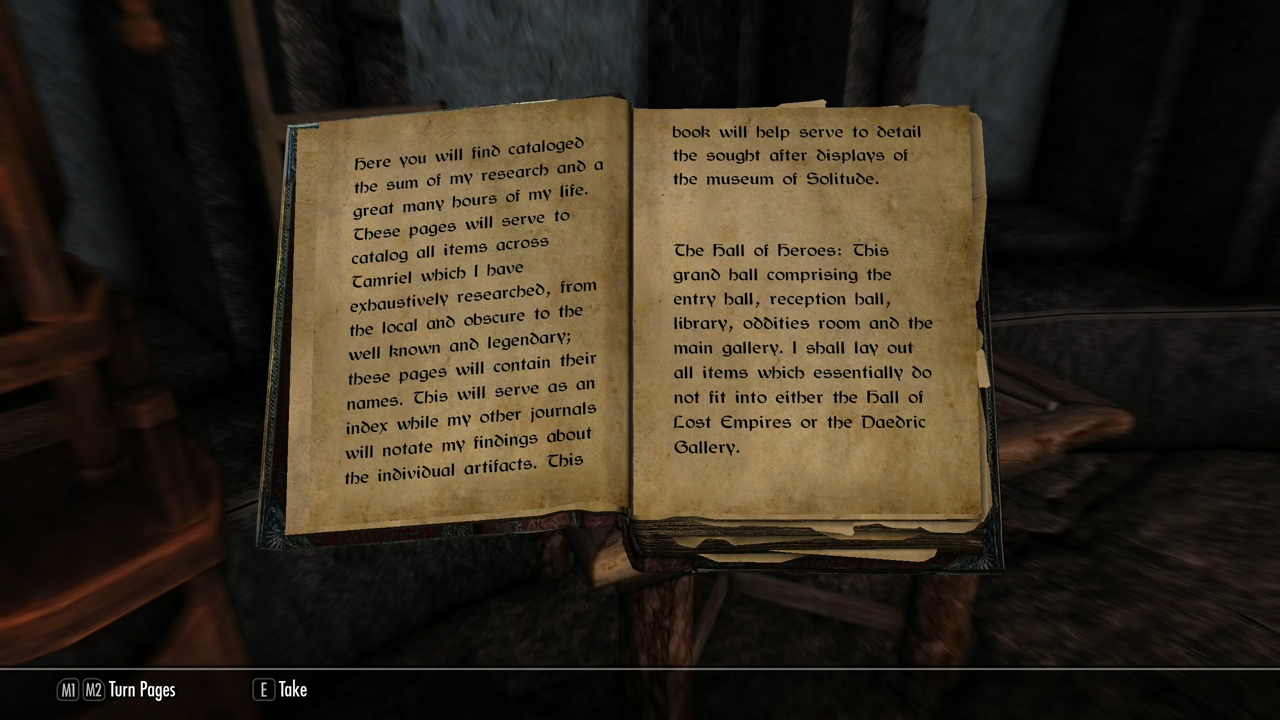 Here you will find cataloged
the sum of my research and a
great many hours of my life.
These pages will serve to
catalog all items across
Tamriel which I have
exhaustively researched, from
the local and obscure to the
well known and legendary;
these pages will contain their
names. This will serve as an
index while my other journals
will notate my findings about
the individual artifacts. This
book will help serve to detail
the sought after displays of
the museum of Solitude.
The Hall of Heroes: This
grand hall comprising the
entry hall, reception hall,
library, oddities room and the
main gallery. I shall lay out
all items which essentially do
not fit into either the Hall of
Lost Empires or the Daedric
Gallery.
M1 M2 Turn Pages E Take